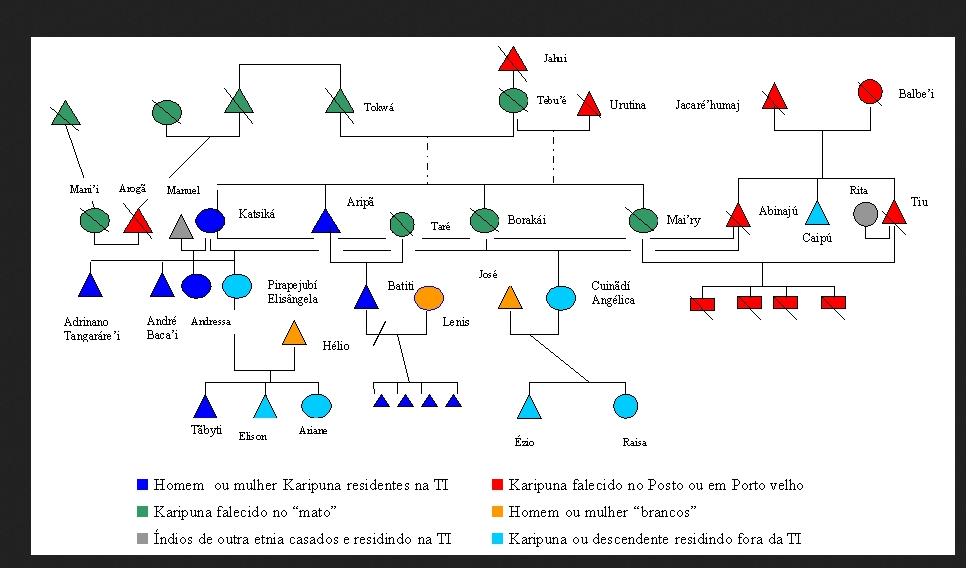 Jahui
Tokwá
Tebu'é
Urutina
Jacaré'humaj
Balbe'i
Mani'i
Arogã
Manuel
Katsiká
Aripã
Taré
Borakái
Mai'ry
Abinajú
Caipú
Rita
Tiu
Adrinano
Tangaráre'i
André
Baca'i
Andressa
Pirapejubí
Elisângela
Batiti
Lenis
José
Cuinãdí
Angélica
Hélio
Tãbyti
Elison
Ariane
Ézio
Raisa
Homem ou mulher Karipuna residentes na TI
Karipuna falecido no "mato"
Índios de outra etnia casados e residindo na TI
Karipuna falecido no Posto ou em Porto velho
Homem ou mulher "brancos"
Karipuna ou descendente residindo fora da TI